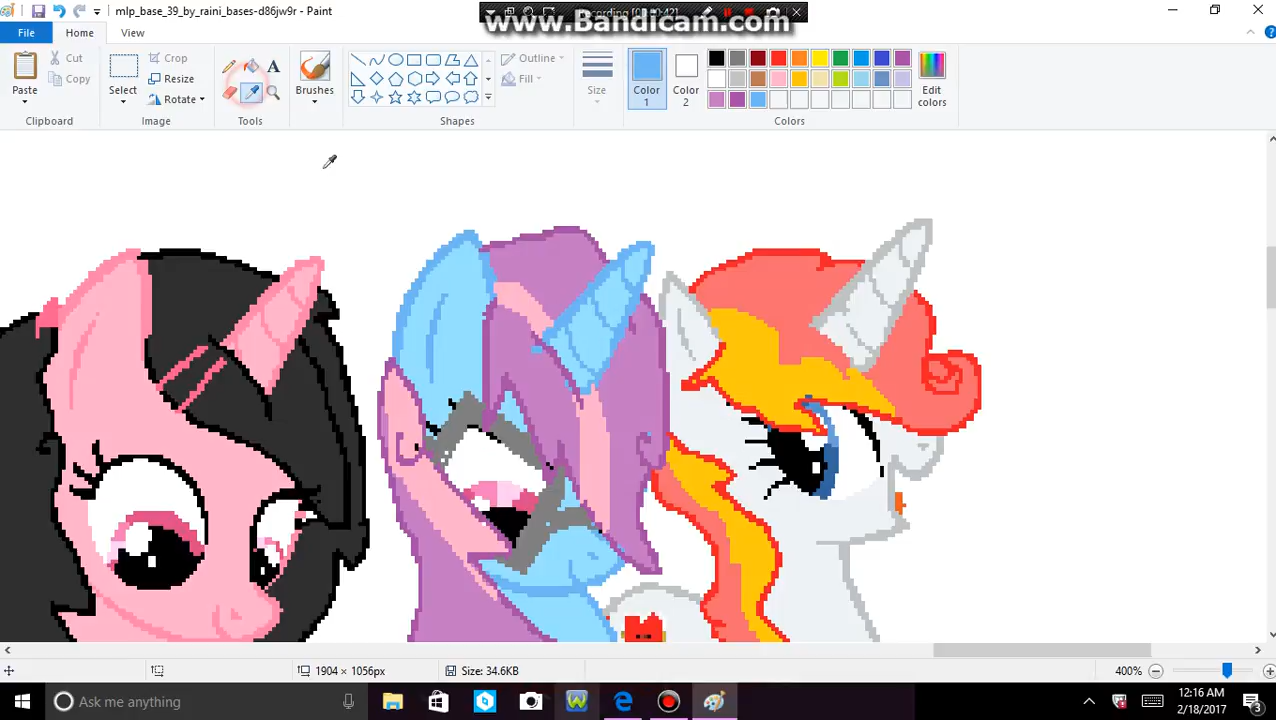 mlp_base_39_by_raini_bases-d86jw9r - Paint
www.Bandicam.com
File
Home
View
Paste
Cut
Copy
Clipboard
Select
Crop
Resize
Rotate
Image
A
Tools
Brushes
Outline
Fill
Shapes
Size
Color
1
Color
2
Edit
colors
Colors
1904 × 1056px
Size: 34.6KB
400%
Ask me anything
12:16 AM
2/18/2017
3